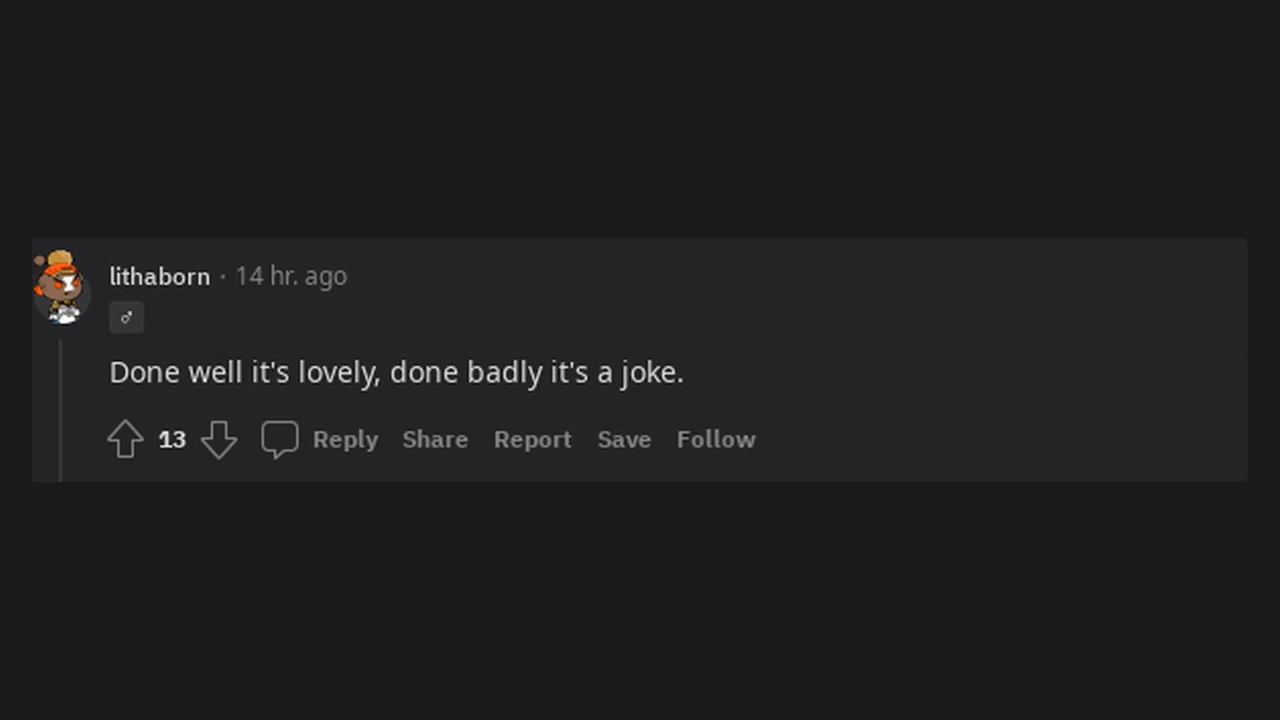 lithaborn · 14 hr. ago
♂
Done well it's lovely, done badly it's a joke.
13 Reply Share Report Save Follow